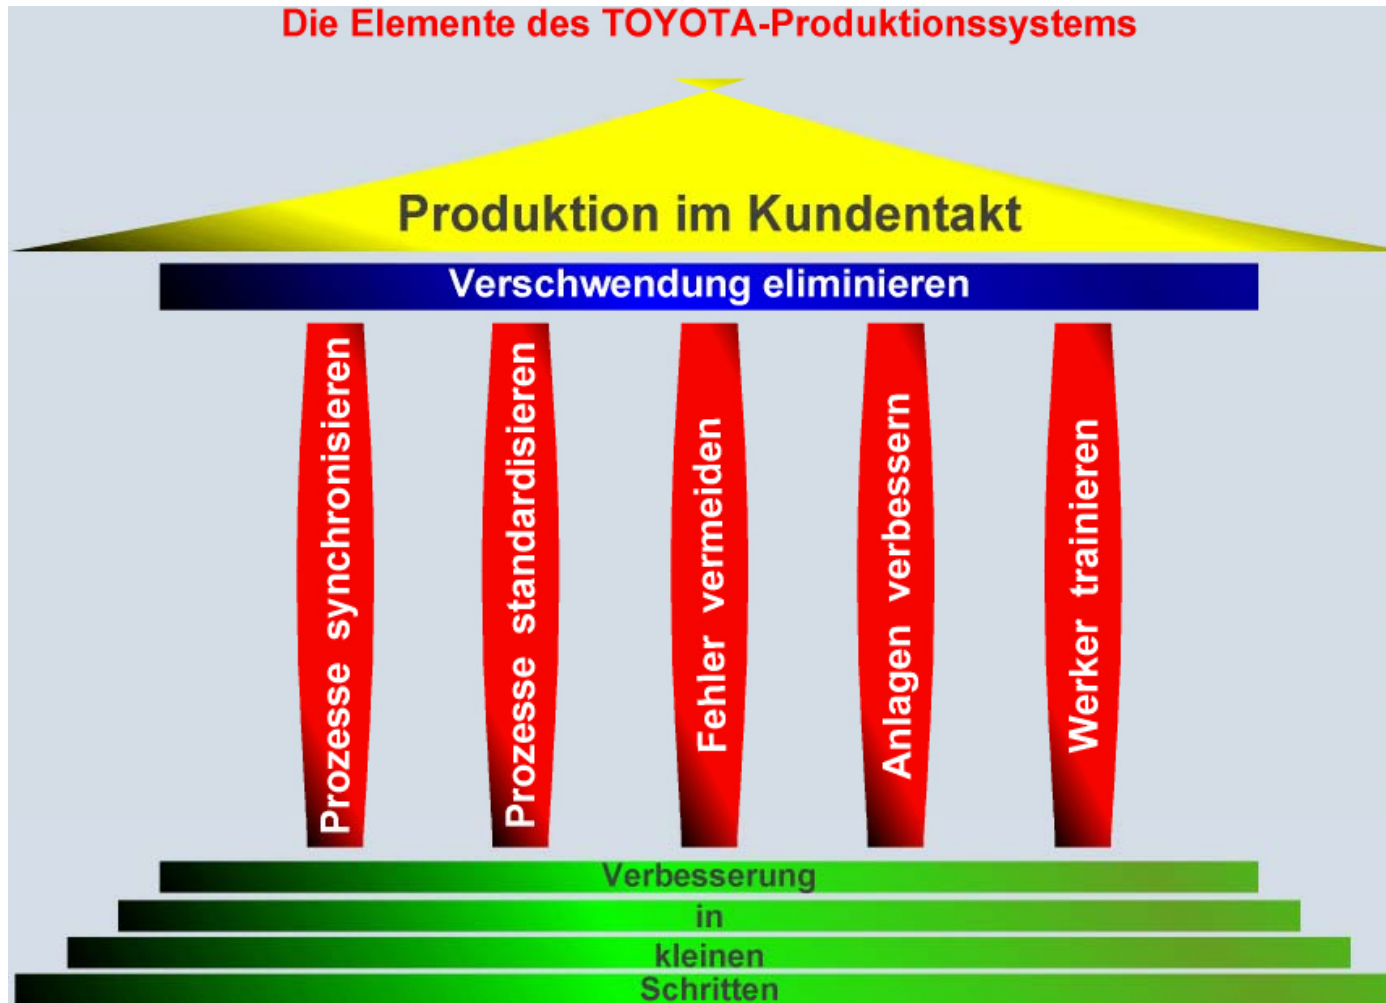 Die Elemente des TOYOTA-Produktionssystems
Produktion im Kundentakt
Verschwendung eliminieren
Prozesse synchronisieren
Prozesse standardisieren
Fehler vermeiden
Anlagen verbessern
Werker trainieren
Verbesserung
in
kleinen
Schritten